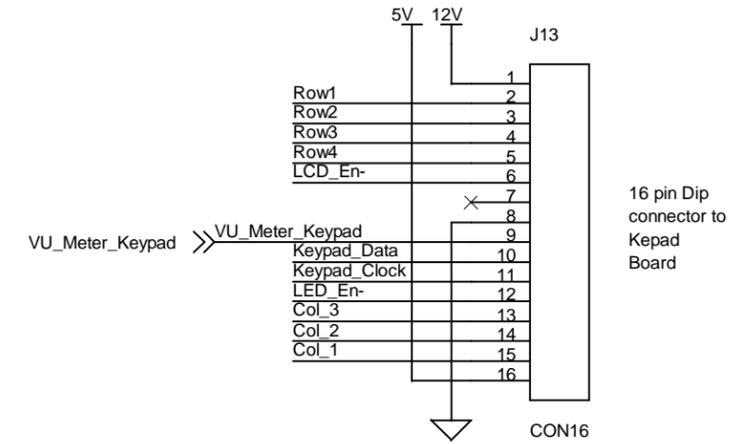 5V 12V
J13
1
Row1
2
Row2
3
Row3
4
Row4
5
LCD_En-
6
7
8
VU_Meter_Keypad
VU_Meter_Keypad
9
Keypad_Data
10
Keypad_Clock
11
LED_En-
12
Col_3
13
Col_2
14
Col_1
15
16
16 pin Dip
connector to
Kepad
Board
CON16